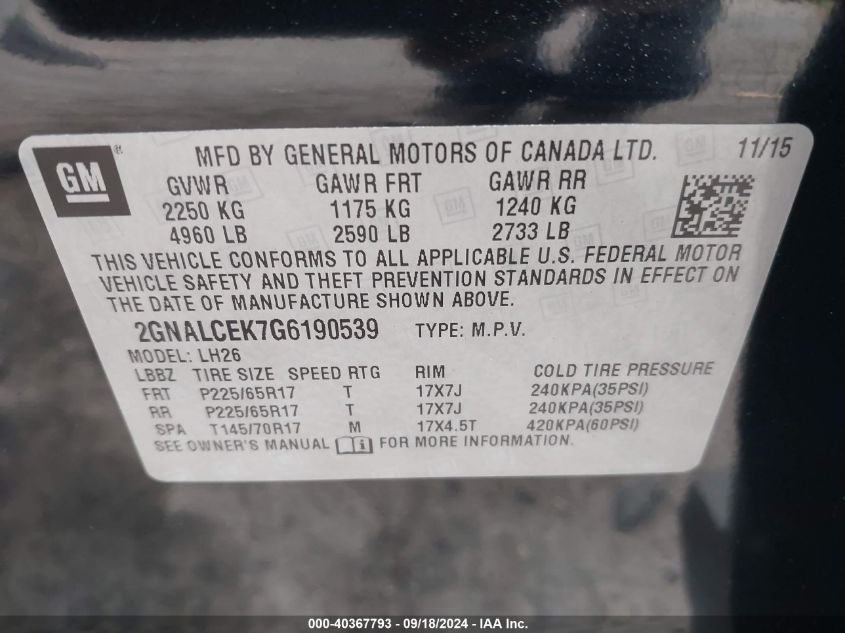 GM ® MFD BY GENERAL MOTORS OF CANADA LTD. 11/15
GVWR GAWR FRT GAWR RR
2250 KG 1175 KG 1240 KG
4960 LB 2590 LB 2733 LB
THIS VEHICLE CONFORMS TO ALL APPLICABLE U.S. FEDERAL MOTOR
VEHICLE SAFETY AND THEFT PREVENTION STANDARDS IN EFFECT ON
THE DATE OF MANUFACTURE SHOWN ABOVE.
2GNALCEK7G6190539 TYPE: M.P.V.
MODEL: LH26
LBBZ TIRE SIZE SPEED RTG RIM COLD TIRE PRESSURE
FRT P225/65R17 T 17X7J 240KPA(35PSI)
RR P225/65R17 T 17X7J 240KPA(35PSI)
SPA T145/70R17 M 17X4.5T 420KPA(60PSI)
SEE OWNER'S MANUAL FOR MORE INFORMATION.
000-40367793 - 09/18/2024 - IAA Inc.